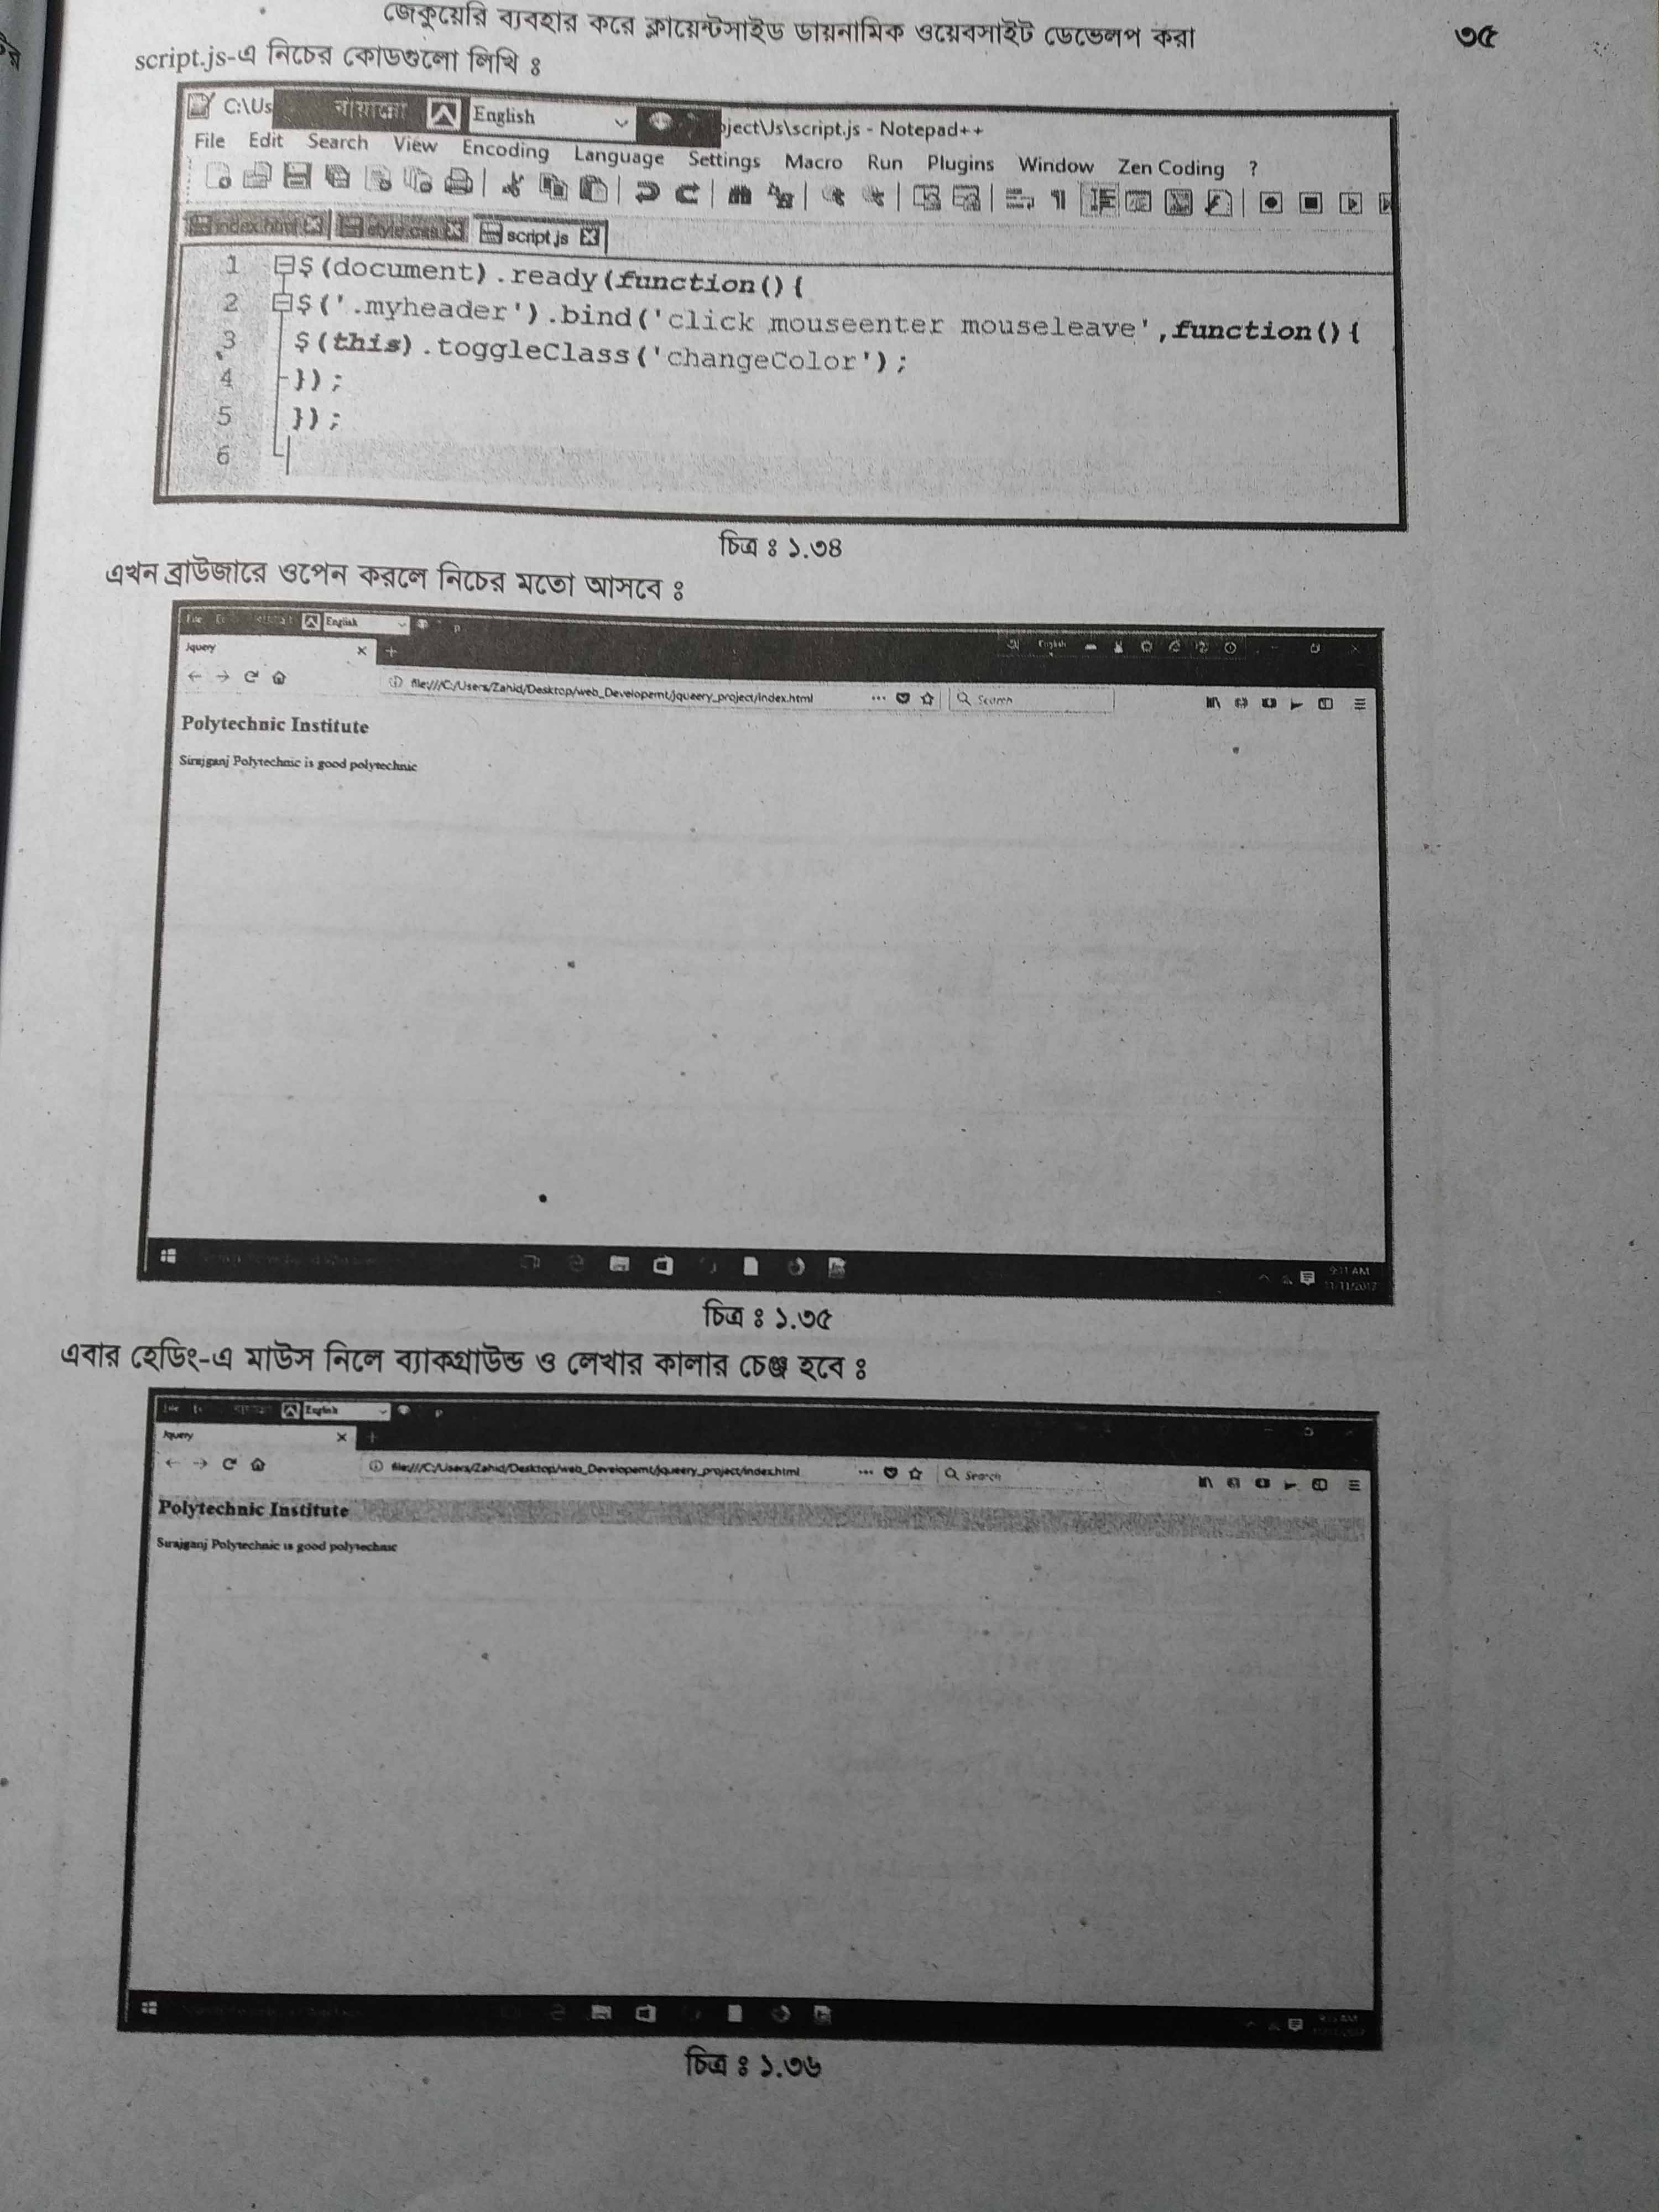 জেকুয়েরি ব্যবহার করে ক্লায়েন্টসাইড ডায়নামিক ওয়েবসাইট ডেভেলপ করা ৩৫
script.js-এ নিচের কোডগুলো লিখি ঃ
C:\Us English ject\Js\script.js - Notepad++
File Edit Search View Encoding Language Settings Macro Run Plugins Window Zen Coding ?
index.html style.css script.js
1 $(document).ready(function(){
2 $('.myheader').bind('click mouseenter mouseleave',function(){
3 $(this).toggleClass('changeColor');
4 });
5 });
6
চিত্র ঃ ১.৩৪
এখন ব্রাউজারে ওপেন করলে নিচের মতো আসবে ঃ
English
Jquery
file:///C:/Users/Zahid/Desktop/web_Developemt/jqueery_project/index.html Search
Polytechnic Institute
Sirajganj Polytechnic is good polytechnic
9:11 AM
11/11/2017
চিত্র ঃ ১.৩৫
এবার হেডিং-এ মাউস নিলে ব্যাকগ্রাউন্ড ও লেখার কালার চেঞ্জ হবে ঃ
English
Jquery
file:///C:/Users/Zahid/Desktop/web_Developemt/jqueery_project/index.html Search
Polytechnic Institute
Sirajganj Polytechnic is good polytechnic
চিত্র ঃ ১.৩৬